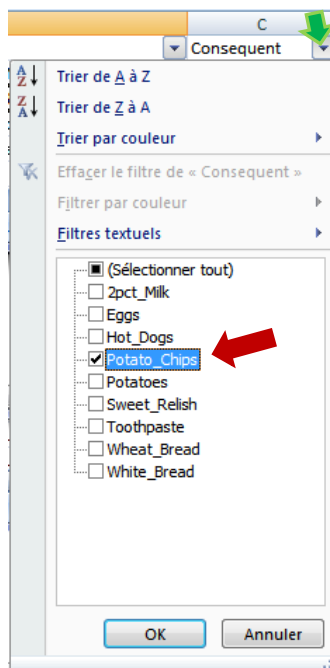 C
Consequent
Trier de A à Z
Trier de Z à A
Trier par couleur
Effacer le filtre de « Consequent »
Filtrer par couleur
Filtres textuels
(Sélectionner tout)
2pct_Milk
Eggs
Hot_Dogs
Potato_Chips
Potatoes
Sweet_Relish
Toothpaste
Wheat_Bread
White_Bread
OK
Annuler